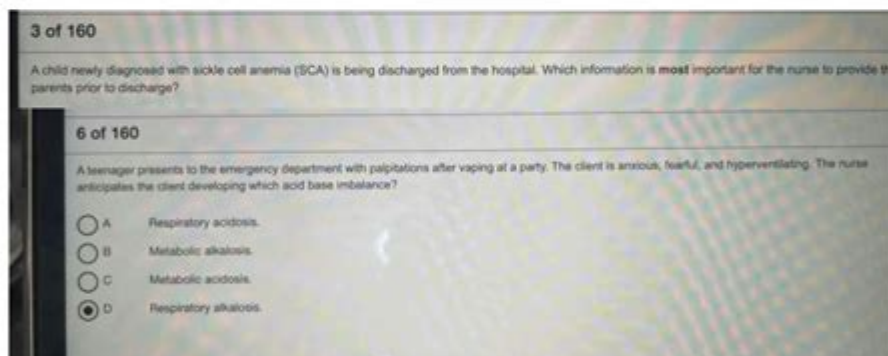 3 of 160
A child newly diagnosed with sickle cell anemia (SCA) is being discharged from the hospital. Which information is most important for the nurse to provide
parents prior to discharge?
6 of 160
A teenager presents to the emergency department with palpitations after vaping at a party. The client is anxious, fearful, and hyperventilating. The nurse
anticipates the client developing which acid base imbalance?
A Respiratory acidosis.
B Metabolic alkalosis.
C Metabolic acidosis.
D Respiratory alkalosis.